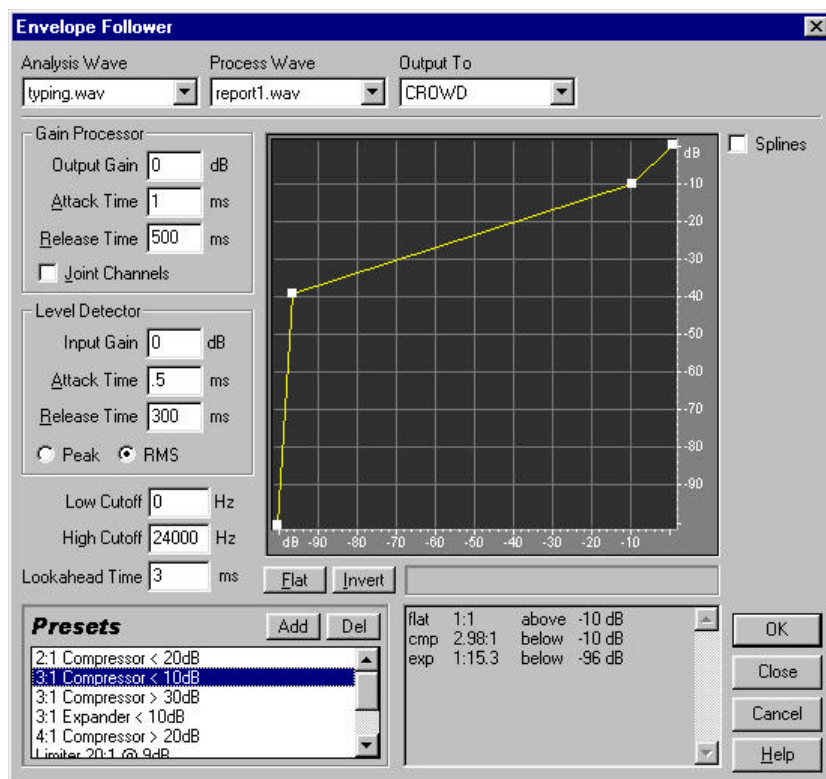 Envelope Follower
Analysis Wave Process Wave Output To
typing.wav report1.wav CROWD
Gain Processor
Output Gain 0 dB
Attack Time 1 ms
Release Time 500 ms
Joint Channels
Level Detector
Input Gain 0 dB
Attack Time .5 ms
Release Time 300 ms
Peak RMS
Low Cutoff 0 Hz
High Cutoff 24000 Hz
Lookahead Time 3 ms
Splines
dB
-10
-20
-30
-40
-50
-60
-70
-80
-90
dB -90 -80 -70 -60 -50 -40 -30 -20 -10
Flat Invert
Presets Add Del
2:1 Compressor < 20dB
3:1 Compressor < 10dB
3:1 Compressor > 30dB
3:1 Expander < 10dB
4:1 Compressor > 20dB
Limiter 20:1 @ 9dB
flat 1:1 above -10 dB
cmp 2.98:1 below -10 dB
exp 1:15.3 below -96 dB
OK
Close
Cancel
Help